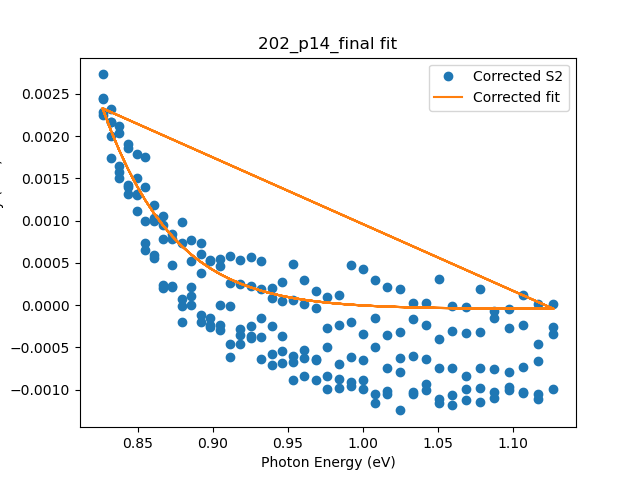 202_p14_final fit
Corrected S2
Corrected fit
0.0025
0.0020
0.0015
0.0010
0.0005
0.0000
−0.0005
−0.0010
0.85 0.90 0.95 1.00 1.05 1.10
Photon Energy (eV)